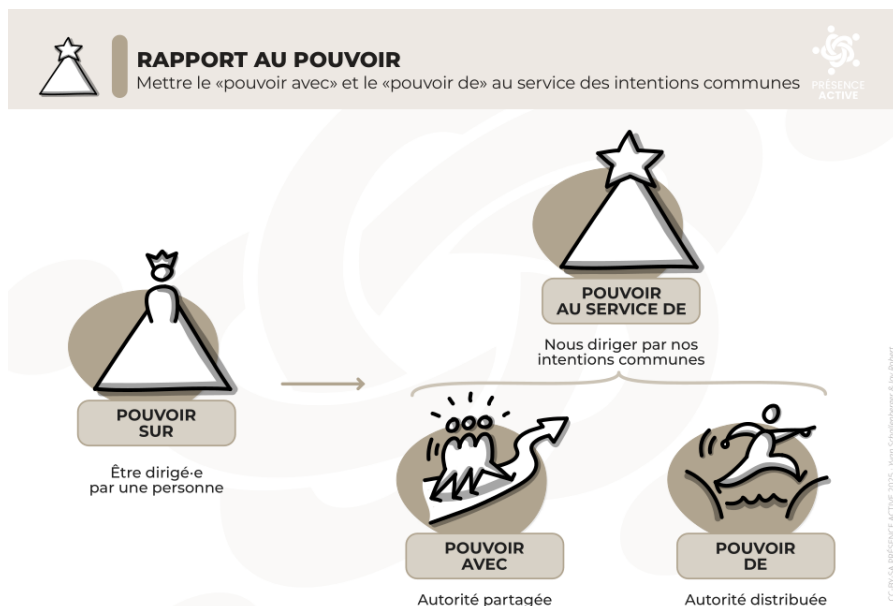 RAPPORT AU POUVOIR
Mettre le «pouvoir avec» et le «pouvoir de» au service des intentions communes
PRÉSENCE
ACTIVE
POUVOIR
AU SERVICE DE
Nous diriger par nos
intentions communes
POUVOIR
SUR
Être dirigé·e
par une personne
POUVOIR
AVEC
Autorité partagée
POUVOIR
DE
Autorité distribuée